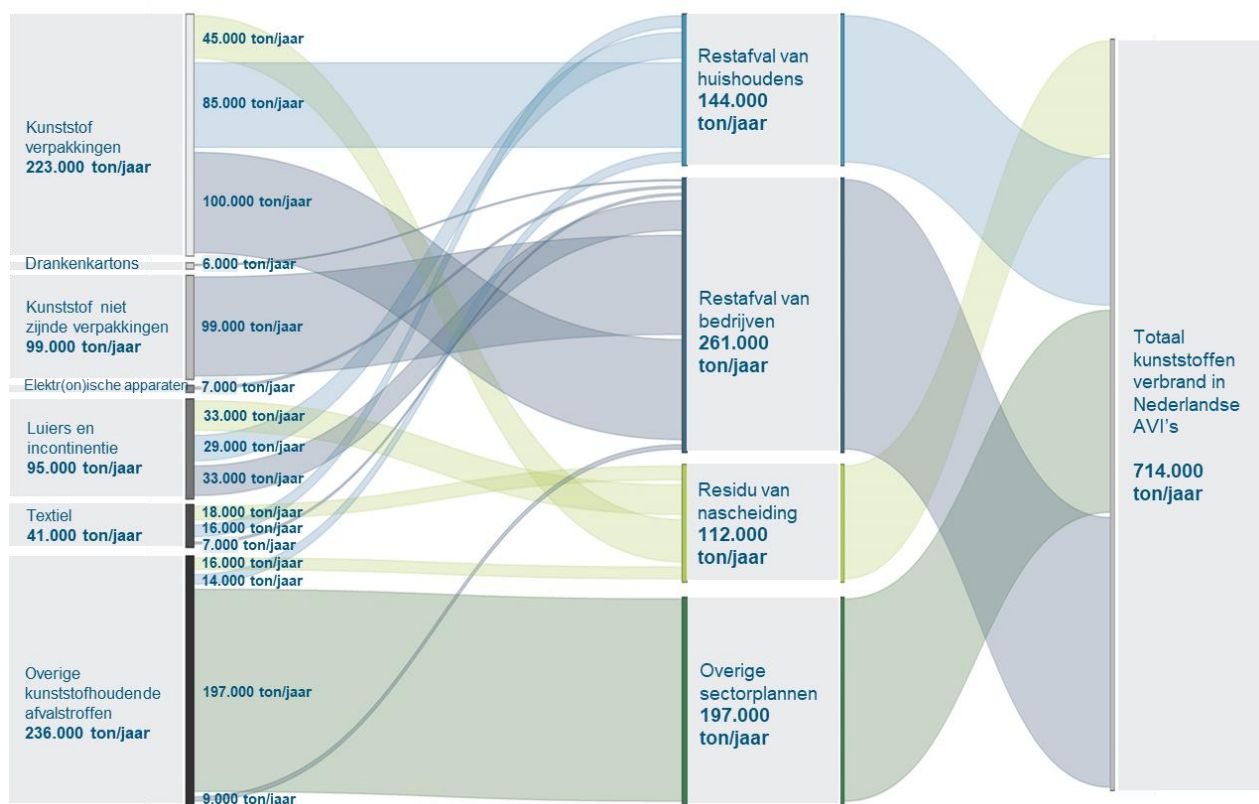 Kunststof
verpakkingen
223.000 ton/jaar
Drankenkartons
Kunststof niet
zijnde verpakkingen
99.000 ton/jaar
Elektr(on)ische apparaten
Luiers en
incontinentie
95.000 ton/jaar
Textiel
41.000 ton/jaar
Overige
kunststofhoudende
afvalstroffen
236.000 ton/jaar
45.000 ton/jaar
85.000 ton/jaar
100.000 ton/jaar
6.000 ton/jaar
99.000 ton/jaar
7.000 ton/jaar
33.000 ton/jaar
29.000 ton/jaar
33.000 ton/jaar
18.000 ton/jaar
16.000 ton/jaar
7.000 ton/jaar
16.000 ton/jaar
14.000 ton/jaar
197.000 ton/jaar
9.000 ton/jaar
Restafval van
huishoudens
144.000
ton/jaar
Restafval van
bedrijven
261.000
ton/jaar
Residu van
nascheiding
112.000
ton/jaar
Overige
sectorplannen
197.000
ton/jaar
Totaal
kunststoffen
verbrand in
Nederlandse
AVI's
714.000
ton/jaar